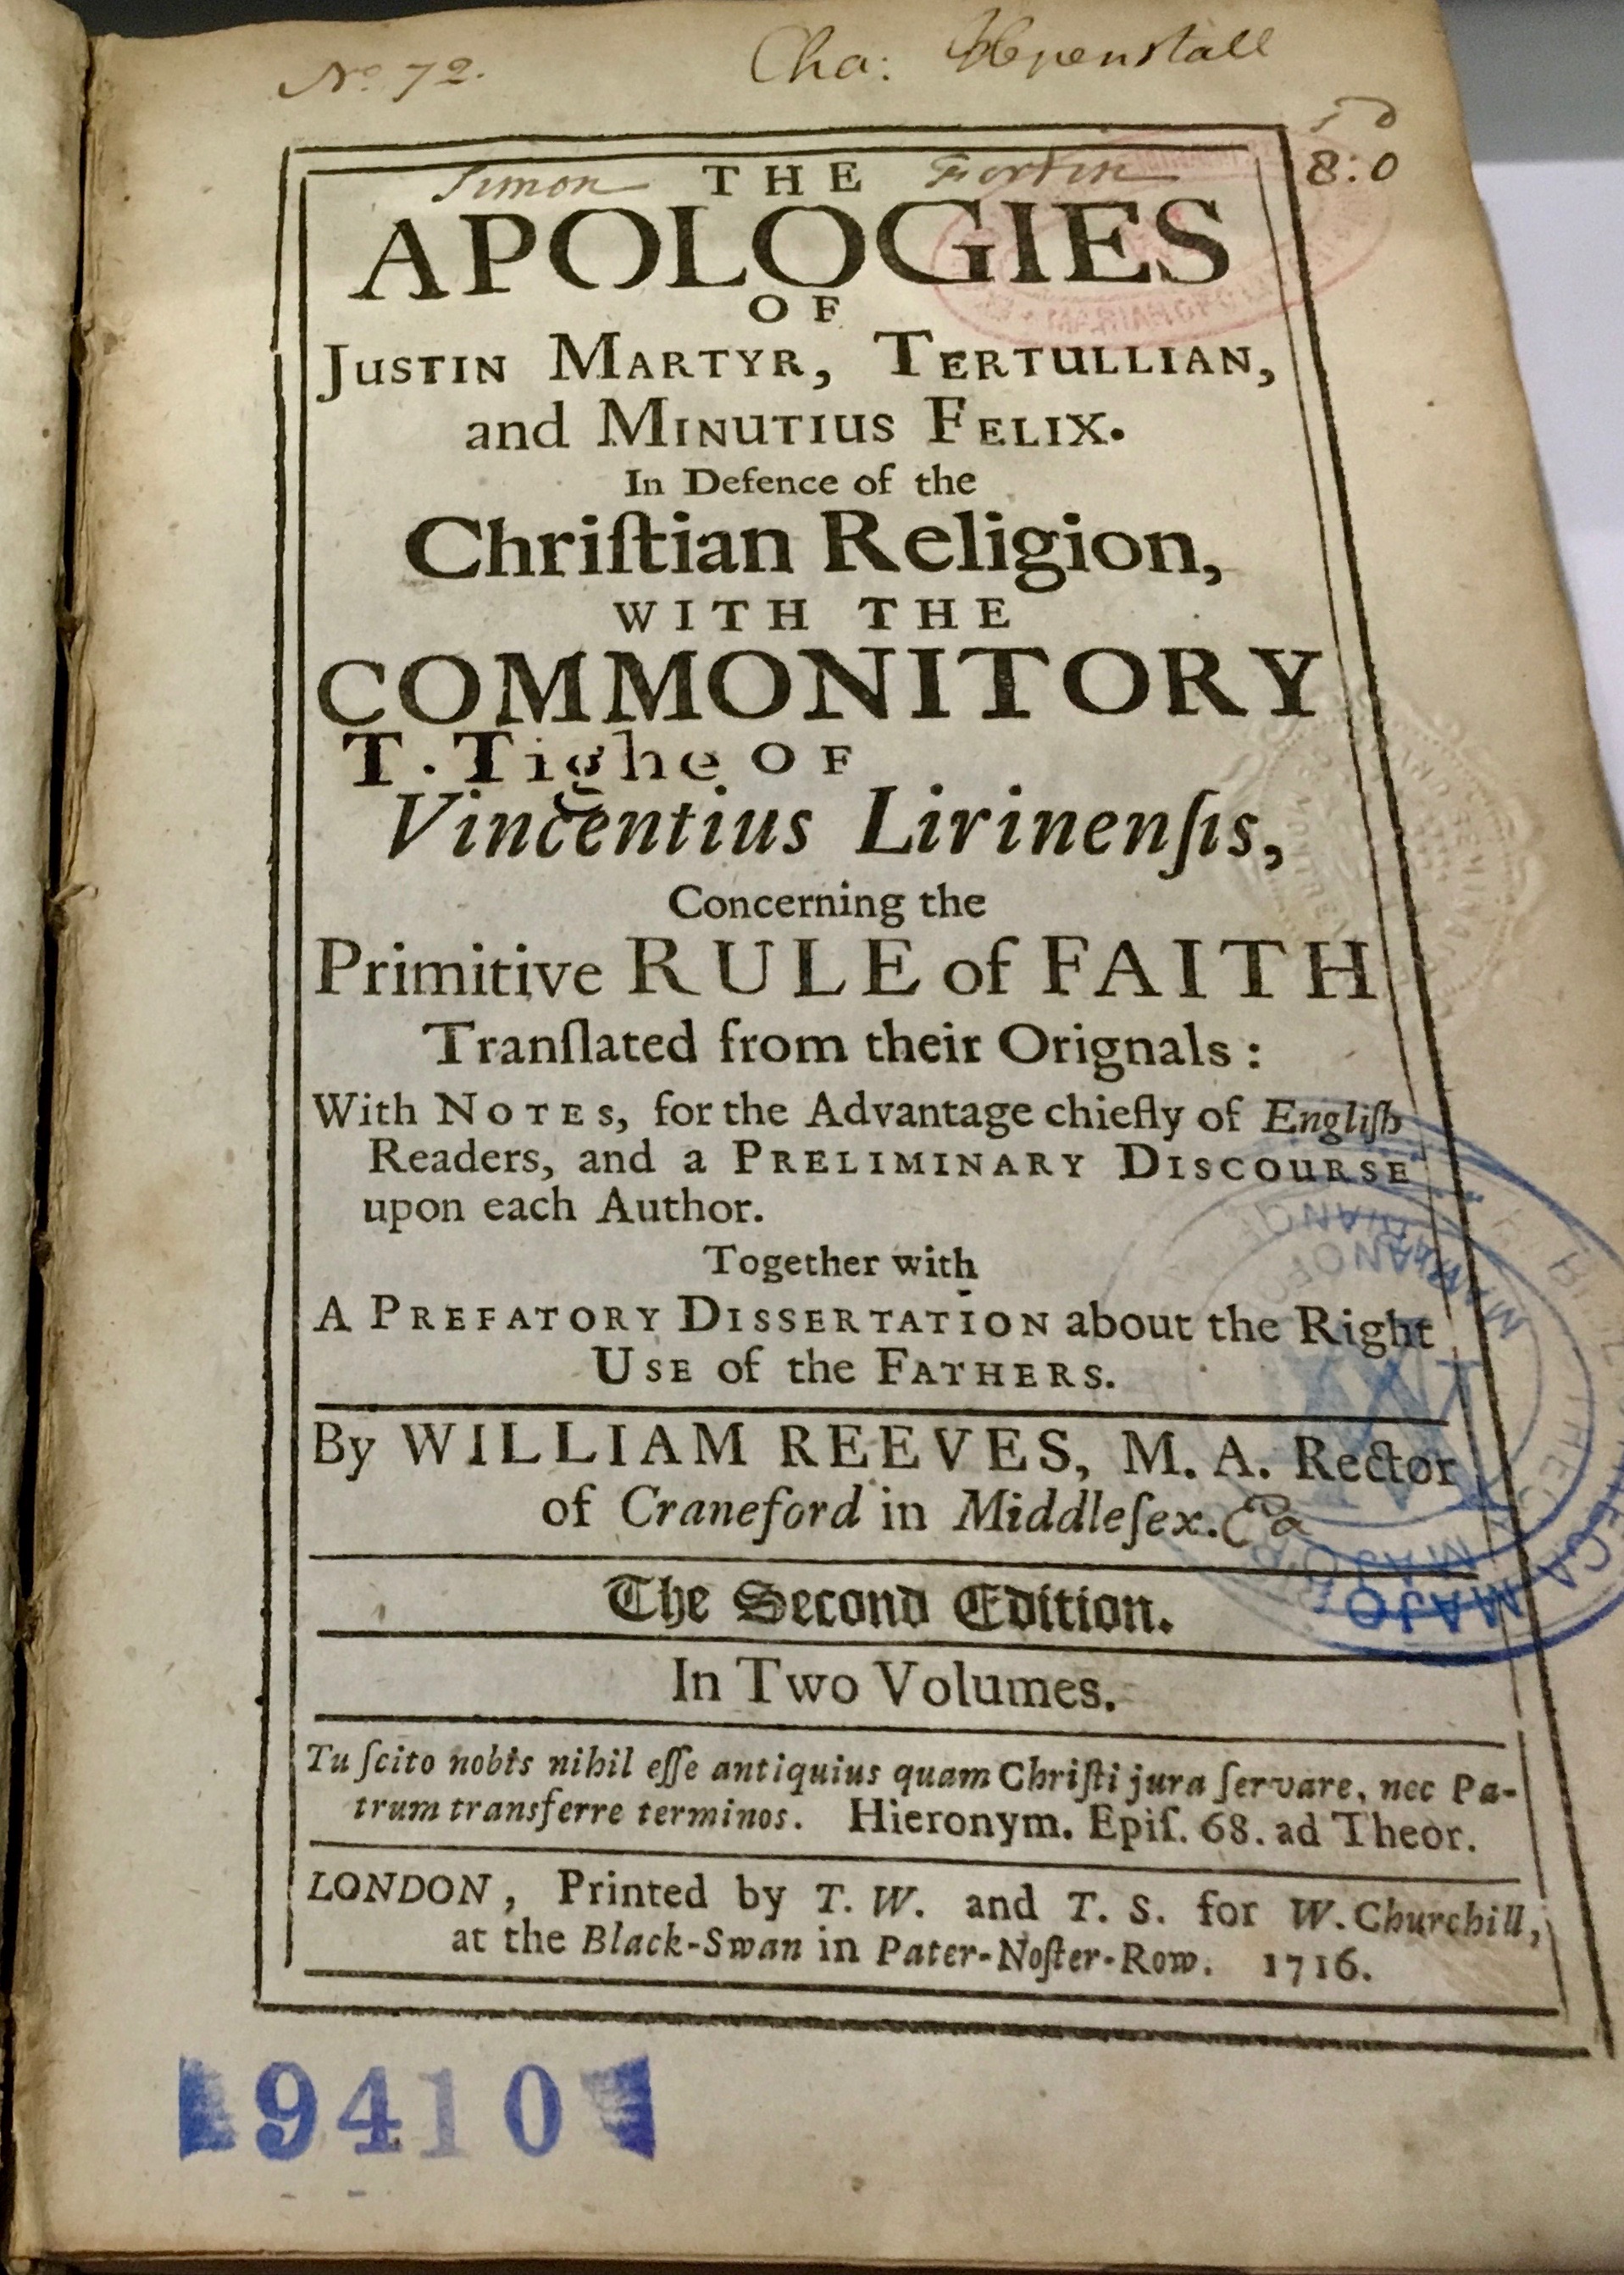 No. 72.
Cha:
s d
8:0
Simon THE Fortin
APOLOGIES
OF
JUSTIN MARTYR, TERTULLIAN,
and MINUTIUS FELIX.
In Defence of the
Chriſtian Religion,
WITH THE
COMMONITORY
T. Tighe OF
Vincentius Lirinenſis,
Concerning the
Primitive RULE of FAITH
Tranſlated from their Orignals:
With NOTES, for the Advantage chiefly of Engliſh
Readers, and a PRELIMINARY DISCOURSE
upon each Author.
Together with
A PREFATORY DISSERTATION about the Right
USE of the FATHERS.
By WILLIAM REEVES, M. A. Rector
of Craneford in Middleſex.
The Second Edition.
In Two Volumes.
Tu ſcito nobis nihil eſſe antiquius quam Chriſti jura ſervare, nec Pa-
trum transferre terminos. Hieronym. Epiſ. 68. ad Theor.
LONDON, Printed by T. W. and T. S. for W. Churchill,
at the Black-Swan in Pater-Noſter-Row. 1716.
BIBLIOTHECA
MAJOR
9410